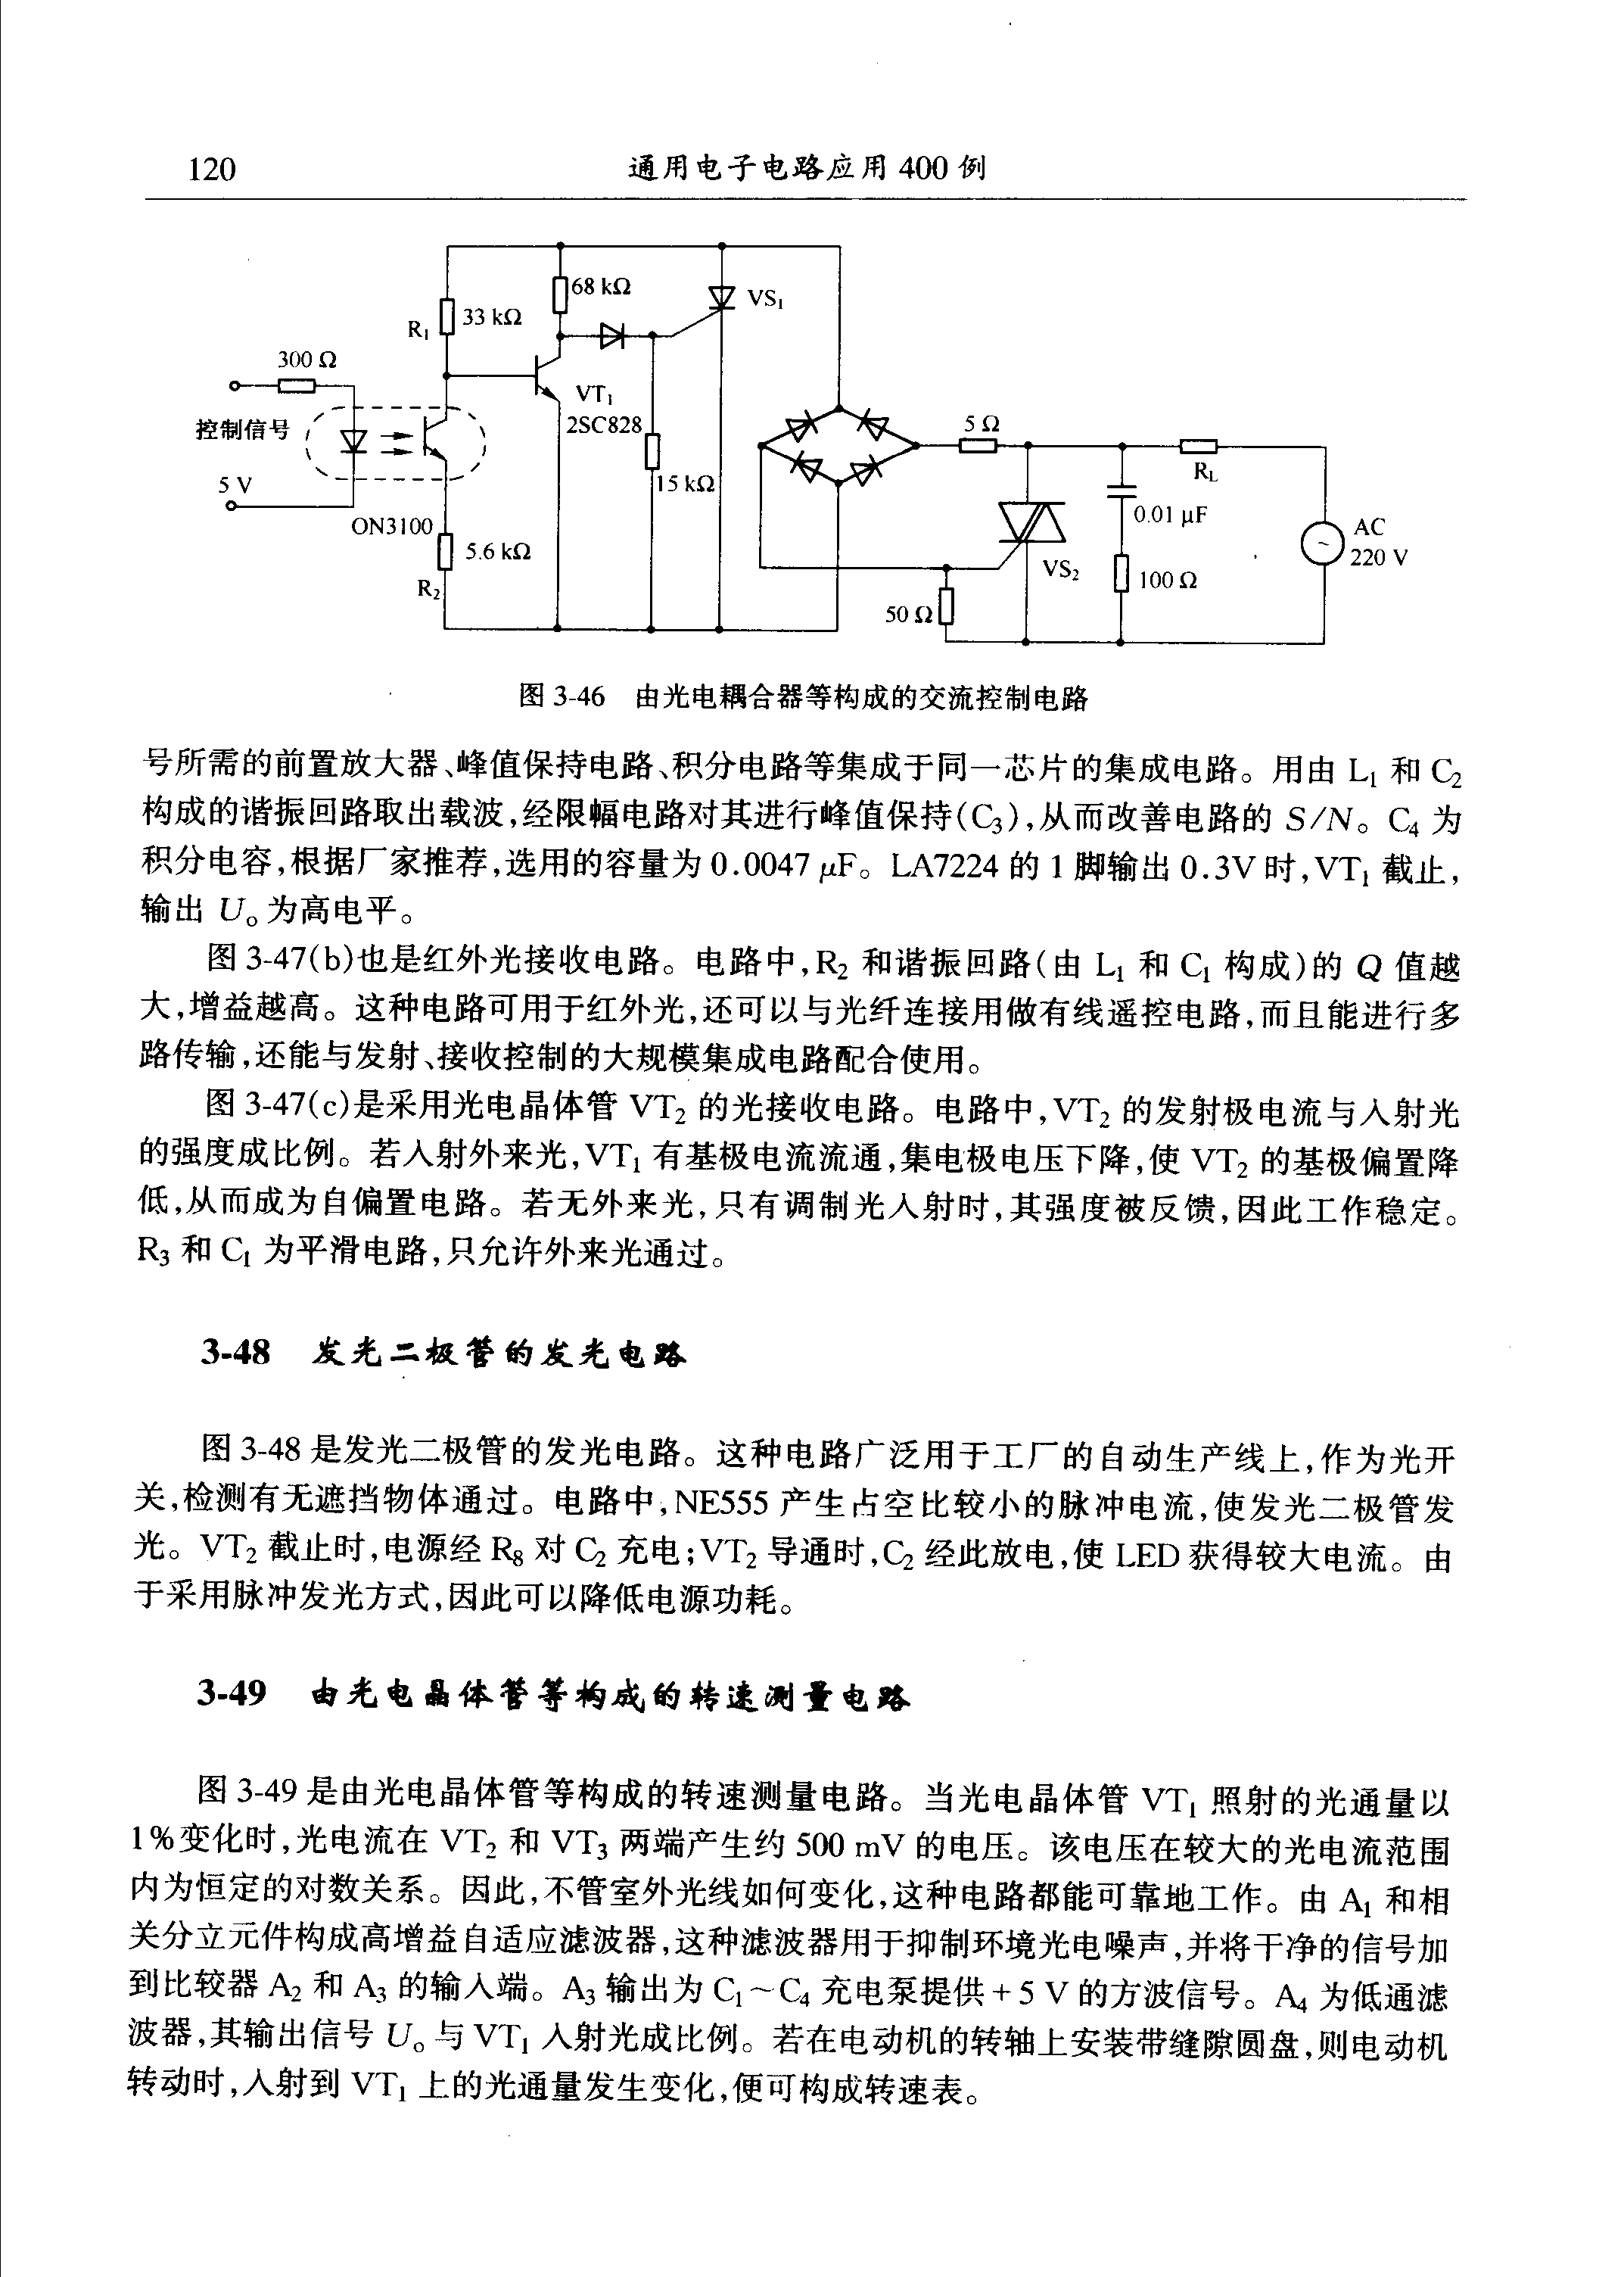 120
通用电子电路应用 400 例
68 kΩ
VS₁
33 kΩ
R₁
300 Ω
VT₁
2SC828
控制信号
5 Ω
R_L
15 kΩ
5 V
ON3100
0.01 μF
AC
220 V
5.6 kΩ
VS₂
100 Ω
R₂
50 Ω
~
图 3-46 由光电耦合器等构成的交流控制电路
号所需的前置放大器、峰值保持电路、积分电路等集成于同一芯片的集成电路。用由 L₁ 和 C₂
构成的谐振回路取出载波,经限幅电路对其进行峰值保持(C₃),从而改善电路的 S/N。C₄ 为
积分电容,根据厂家推荐,选用的容量为 0.0047 μF。LA7224 的 1 脚输出 0.3V 时,VT₁ 截止,
输出 Uₒ 为高电平。
图 3-47(b)也是红外光接收电路。电路中,R₂ 和谐振回路(由 L₁ 和 C₁ 构成)的 Q 值越
大,增益越高。这种电路可用于红外光,还可以与光纤连接用做有线遥控电路,而且能进行多
路传输,还能与发射、接收控制的大规模集成电路配合使用。
图 3-47(c)是采用光电晶体管 VT₂ 的光接收电路。电路中,VT₂ 的发射极电流与入射光
的强度成比例。若入射外来光,VT₁ 有基极电流流通,集电极电压下降,使 VT₂ 的基极偏置降
低,从而成为自偏置电路。若无外来光,只有调制光入射时,其强度被反馈,因此工作稳定。
R₃ 和 C₁ 为平滑电路,只允许外来光通过。
3-48 发光二极管的发光电路
图 3-48 是发光二极管的发光电路。这种电路广泛用于工厂的自动生产线上,作为光开
关,检测有无遮挡物体通过。电路中,NE555 产生占空比较小的脉冲电流,使发光二极管发
光。VT₂ 截止时,电源经 R₈ 对 C₂ 充电;VT₂ 导通时,C₂ 经此放电,使 LED 获得较大电流。由
于采用脉冲发光方式,因此可以降低电源功耗。
3-49 由光电晶体管等构成的转速测量电路
图 3-49 是由光电晶体管等构成的转速测量电路。当光电晶体管 VT₁ 照射的光通量以
1%变化时,光电流在 VT₂ 和 VT₃ 两端产生约 500 mV 的电压。该电压在较大的光电流范围
内为恒定的对数关系。因此,不管室外光线如何变化,这种电路都能可靠地工作。由 A₁ 和相
关分立元件构成高增益自适应滤波器,这种滤波器用于抑制环境光电噪声,并将干净的信号加
到比较器 A₂ 和 A₃ 的输入端。A₃ 输出为 C₁～C₄ 充电泵提供+5 V 的方波信号。A₄ 为低通滤
波器,其输出信号 Uₒ 与 VT₁ 入射光成比例。若在电动机的转轴上安装带缝隙圆盘,则电动机
转动时,入射到 VT₁ 上的光通量发生变化,便可构成转速表。